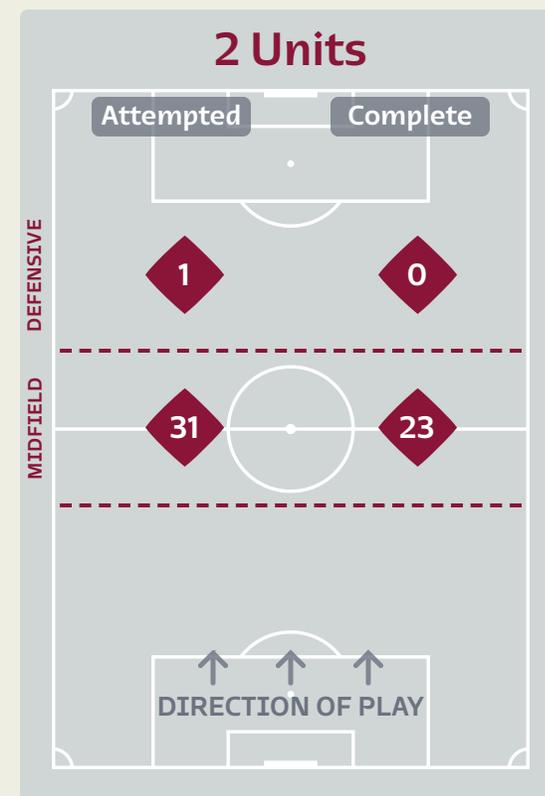 2 Units
Attempted Complete
DEFENSIVE
1 0
MIDFIELD
31 23
DIRECTION OF PLAY